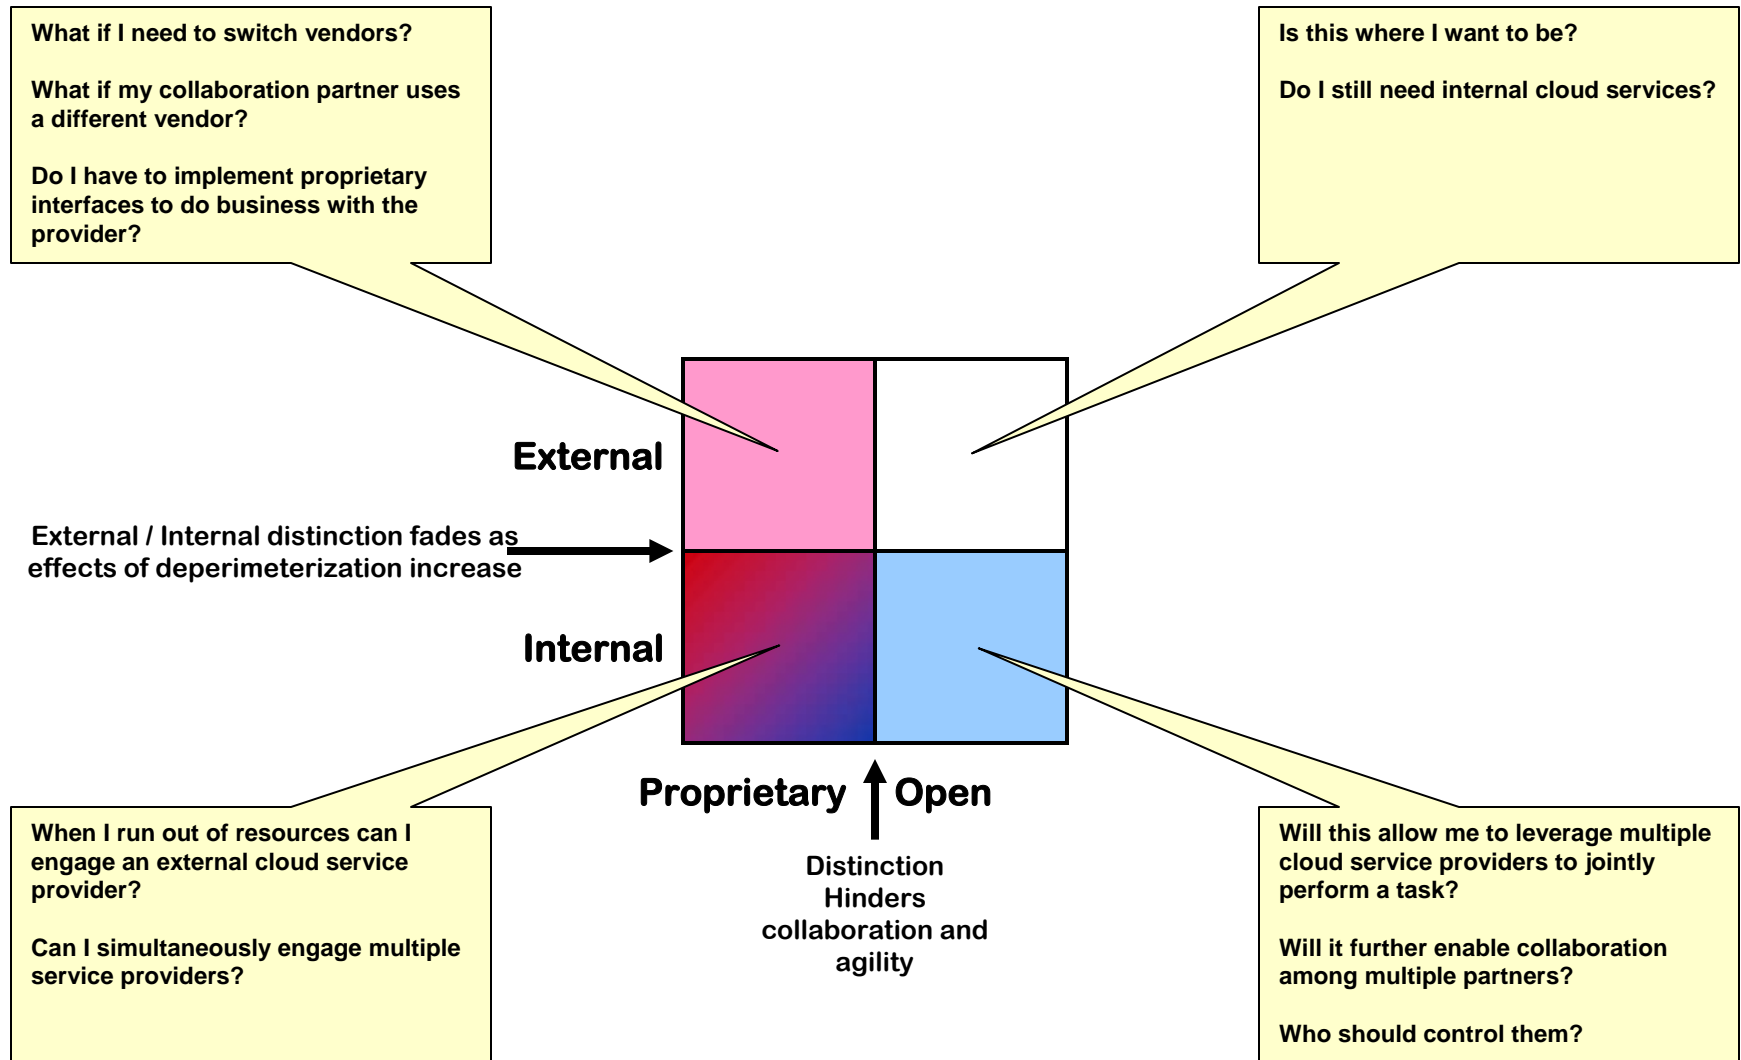 What if I need to switch vendors?
What if my collaboration partner uses
a different vendor?
Do I have to implement proprietary
interfaces to do business with the
provider?
Is this where I want to be?
Do I still need internal cloud services?
External
External / Internal distinction fades as
effects of deperimeterization increase
Internal
Proprietary
Open
Distinction
Hinders
collaboration and
agility
When I run out of resources can I
engage an external cloud service
provider?
Can I simultaneously engage multiple
service providers?
Will this allow me to leverage multiple
cloud service providers to jointly
perform a task?
Will it further enable collaboration
among multiple partners?
Who should control them?